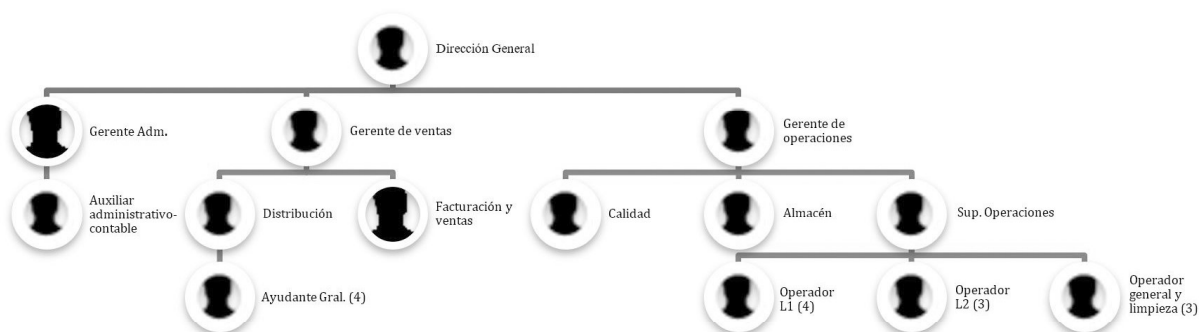 Dirección General
Gerente Adm.
Gerente de ventas
Gerente de
operaciones
Auxiliar
administrativo-
contable
Distribución
Facturación y
ventas
Calidad
Almacén
Sup. Operaciones
Ayudante Gral. (4)
Operador
L1 (4)
Operador
L2 (3)
Operador
general y
limpieza (3)